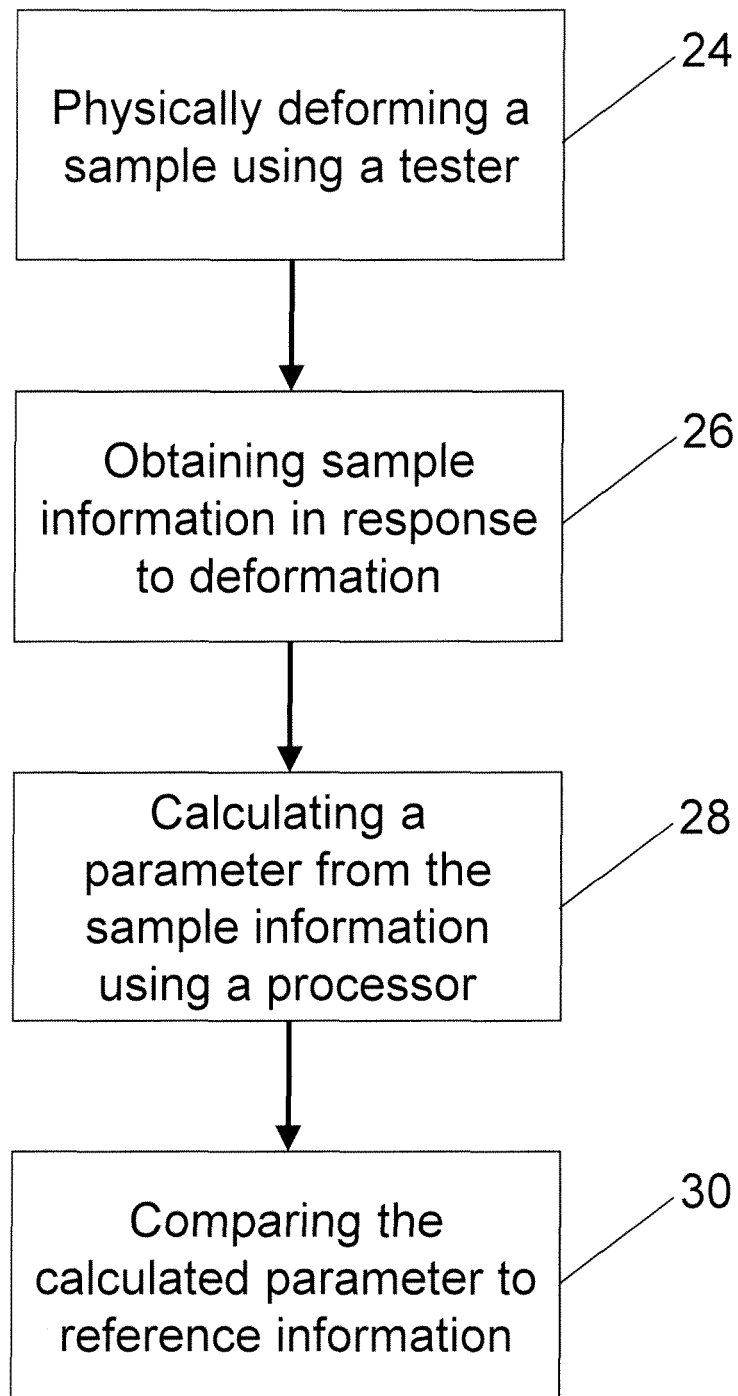 24
Physically deforming a
sample using a tester
26
Obtaining sample
information in response
to deformation
28
Calculating a
parameter from the
sample information
using a processor
30
Comparing the
calculated parameter to
reference information